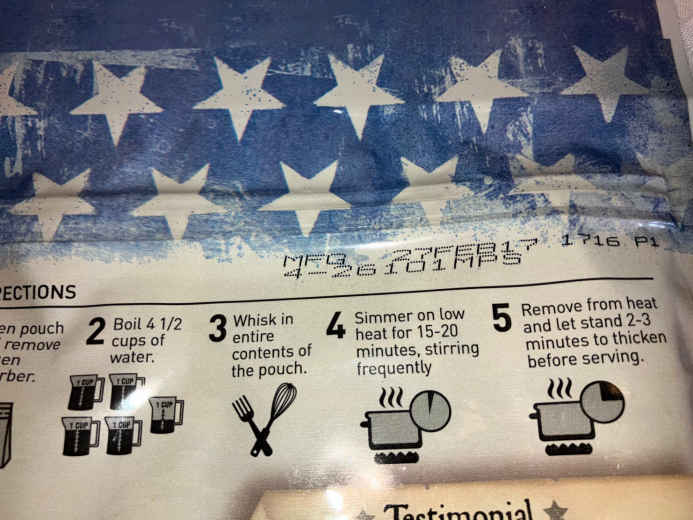 MFG 27FEB17 1716 P1
4-26101MPS
RECTIONS
en pouch
remove
en
rber.
2 Boil 4 1/2
cups of
water.
1 CUP 1 CUP
1 CUP
1 CUP 1 CUP
3 Whisk in
entire
contents of
the pouch.
4 Simmer on low
heat for 15-20
minutes, stirring
frequently
5 Remove from heat
and let stand 2-3
minutes to thicken
before serving.
Testimonial